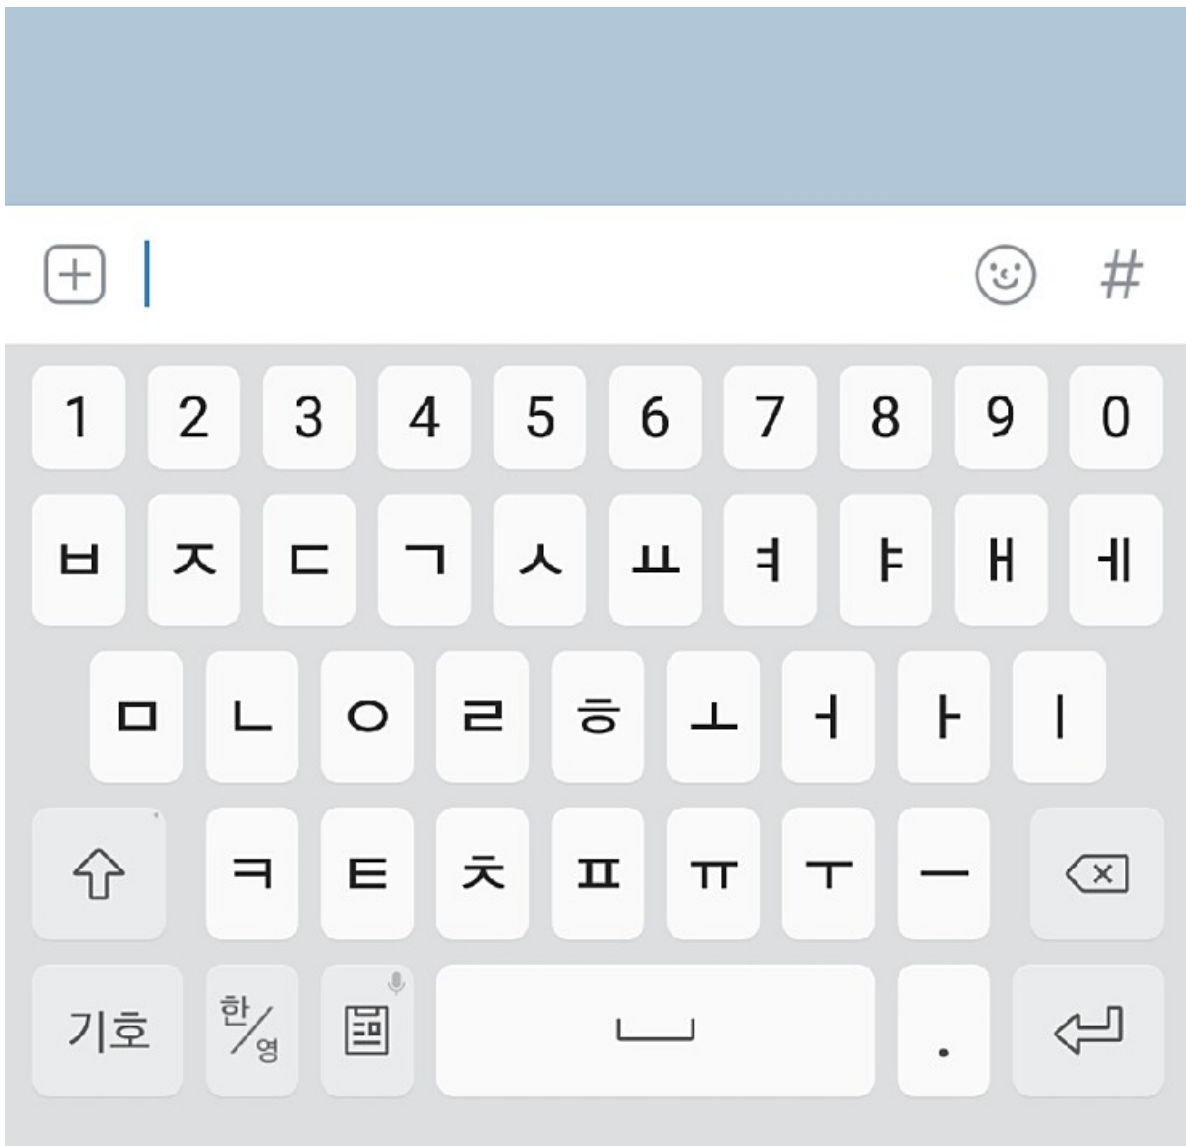 #
1 2 3 4 5 6 7 8 9 0
ㅂ ㅈ ㄷ ㄱ ㅅ ㅛ ㅕ ㅑ ㅐ ㅔ
ㅁ ㄴ ㅇ ㄹ ㅎ ㅗ ㅓ ㅏ ㅣ
ㅋ ㅌ ㅊ ㅍ ㅠ ㅜ ㅡ
기호 한/영 .